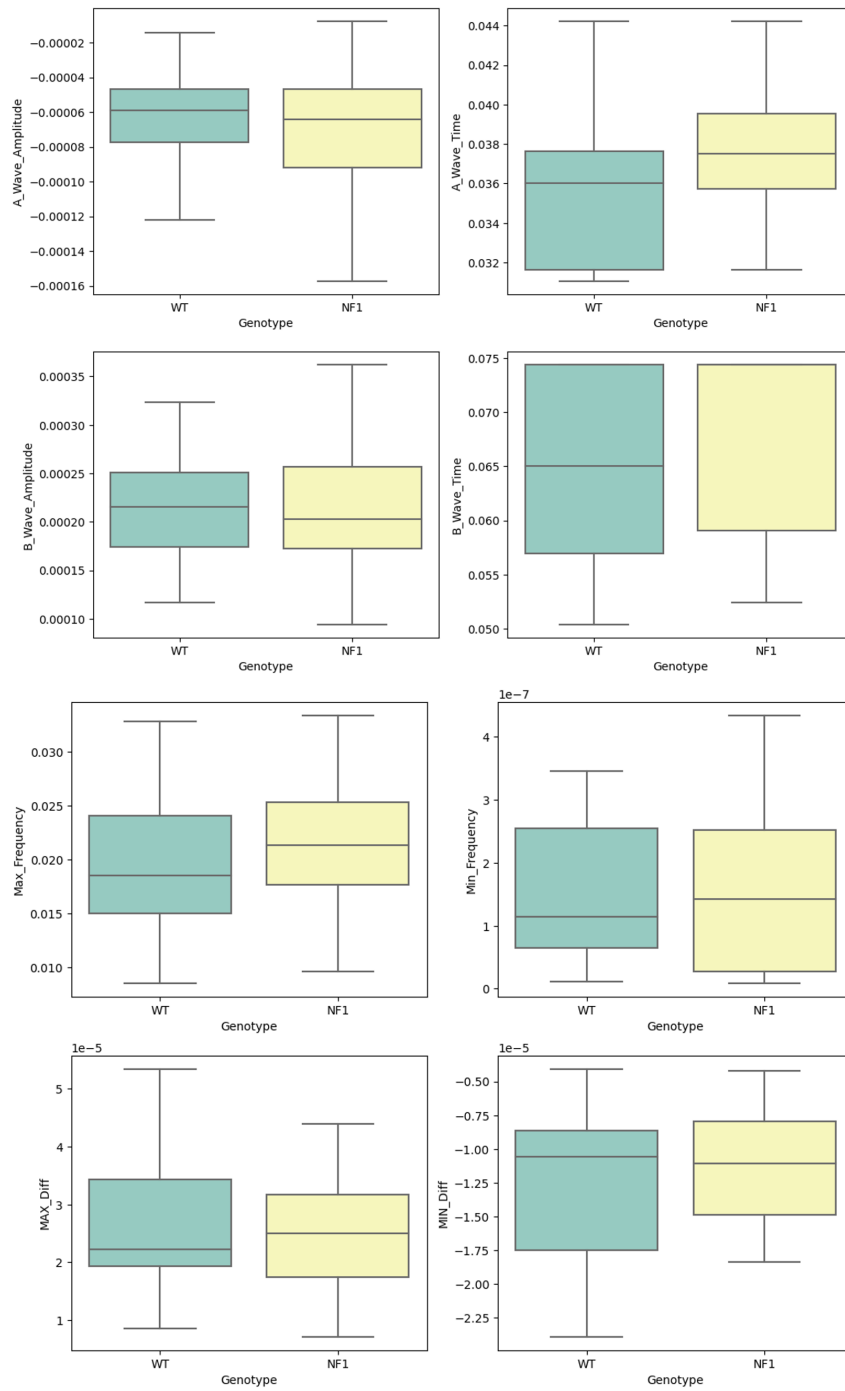 −0.00002
−0.00004
−0.00006
−0.00008
−0.00010
−0.00012
−0.00014
−0.00016
A_Wave_Amplitude
WT
NF1
Genotype
0.044
0.042
0.040
0.038
0.036
0.034
0.032
A_Wave_Time
WT
NF1
Genotype
0.00035
0.00030
0.00025
0.00020
0.00015
0.00010
B_Wave_Amplitude
WT
NF1
Genotype
0.075
0.070
0.065
0.060
0.055
0.050
B_Wave_Time
WT
NF1
Genotype
0.030
0.025
0.020
0.015
0.010
Max_Frequency
WT
NF1
Genotype
1e−7
4
3
2
1
0
Min_Frequency
WT
NF1
Genotype
1e−5
5
4
3
2
1
MAX_Diff
WT
NF1
Genotype
1e−5
−0.50
−0.75
−1.00
−1.25
−1.50
−1.75
−2.00
−2.25
MIN_Diff
WT
NF1
Genotype